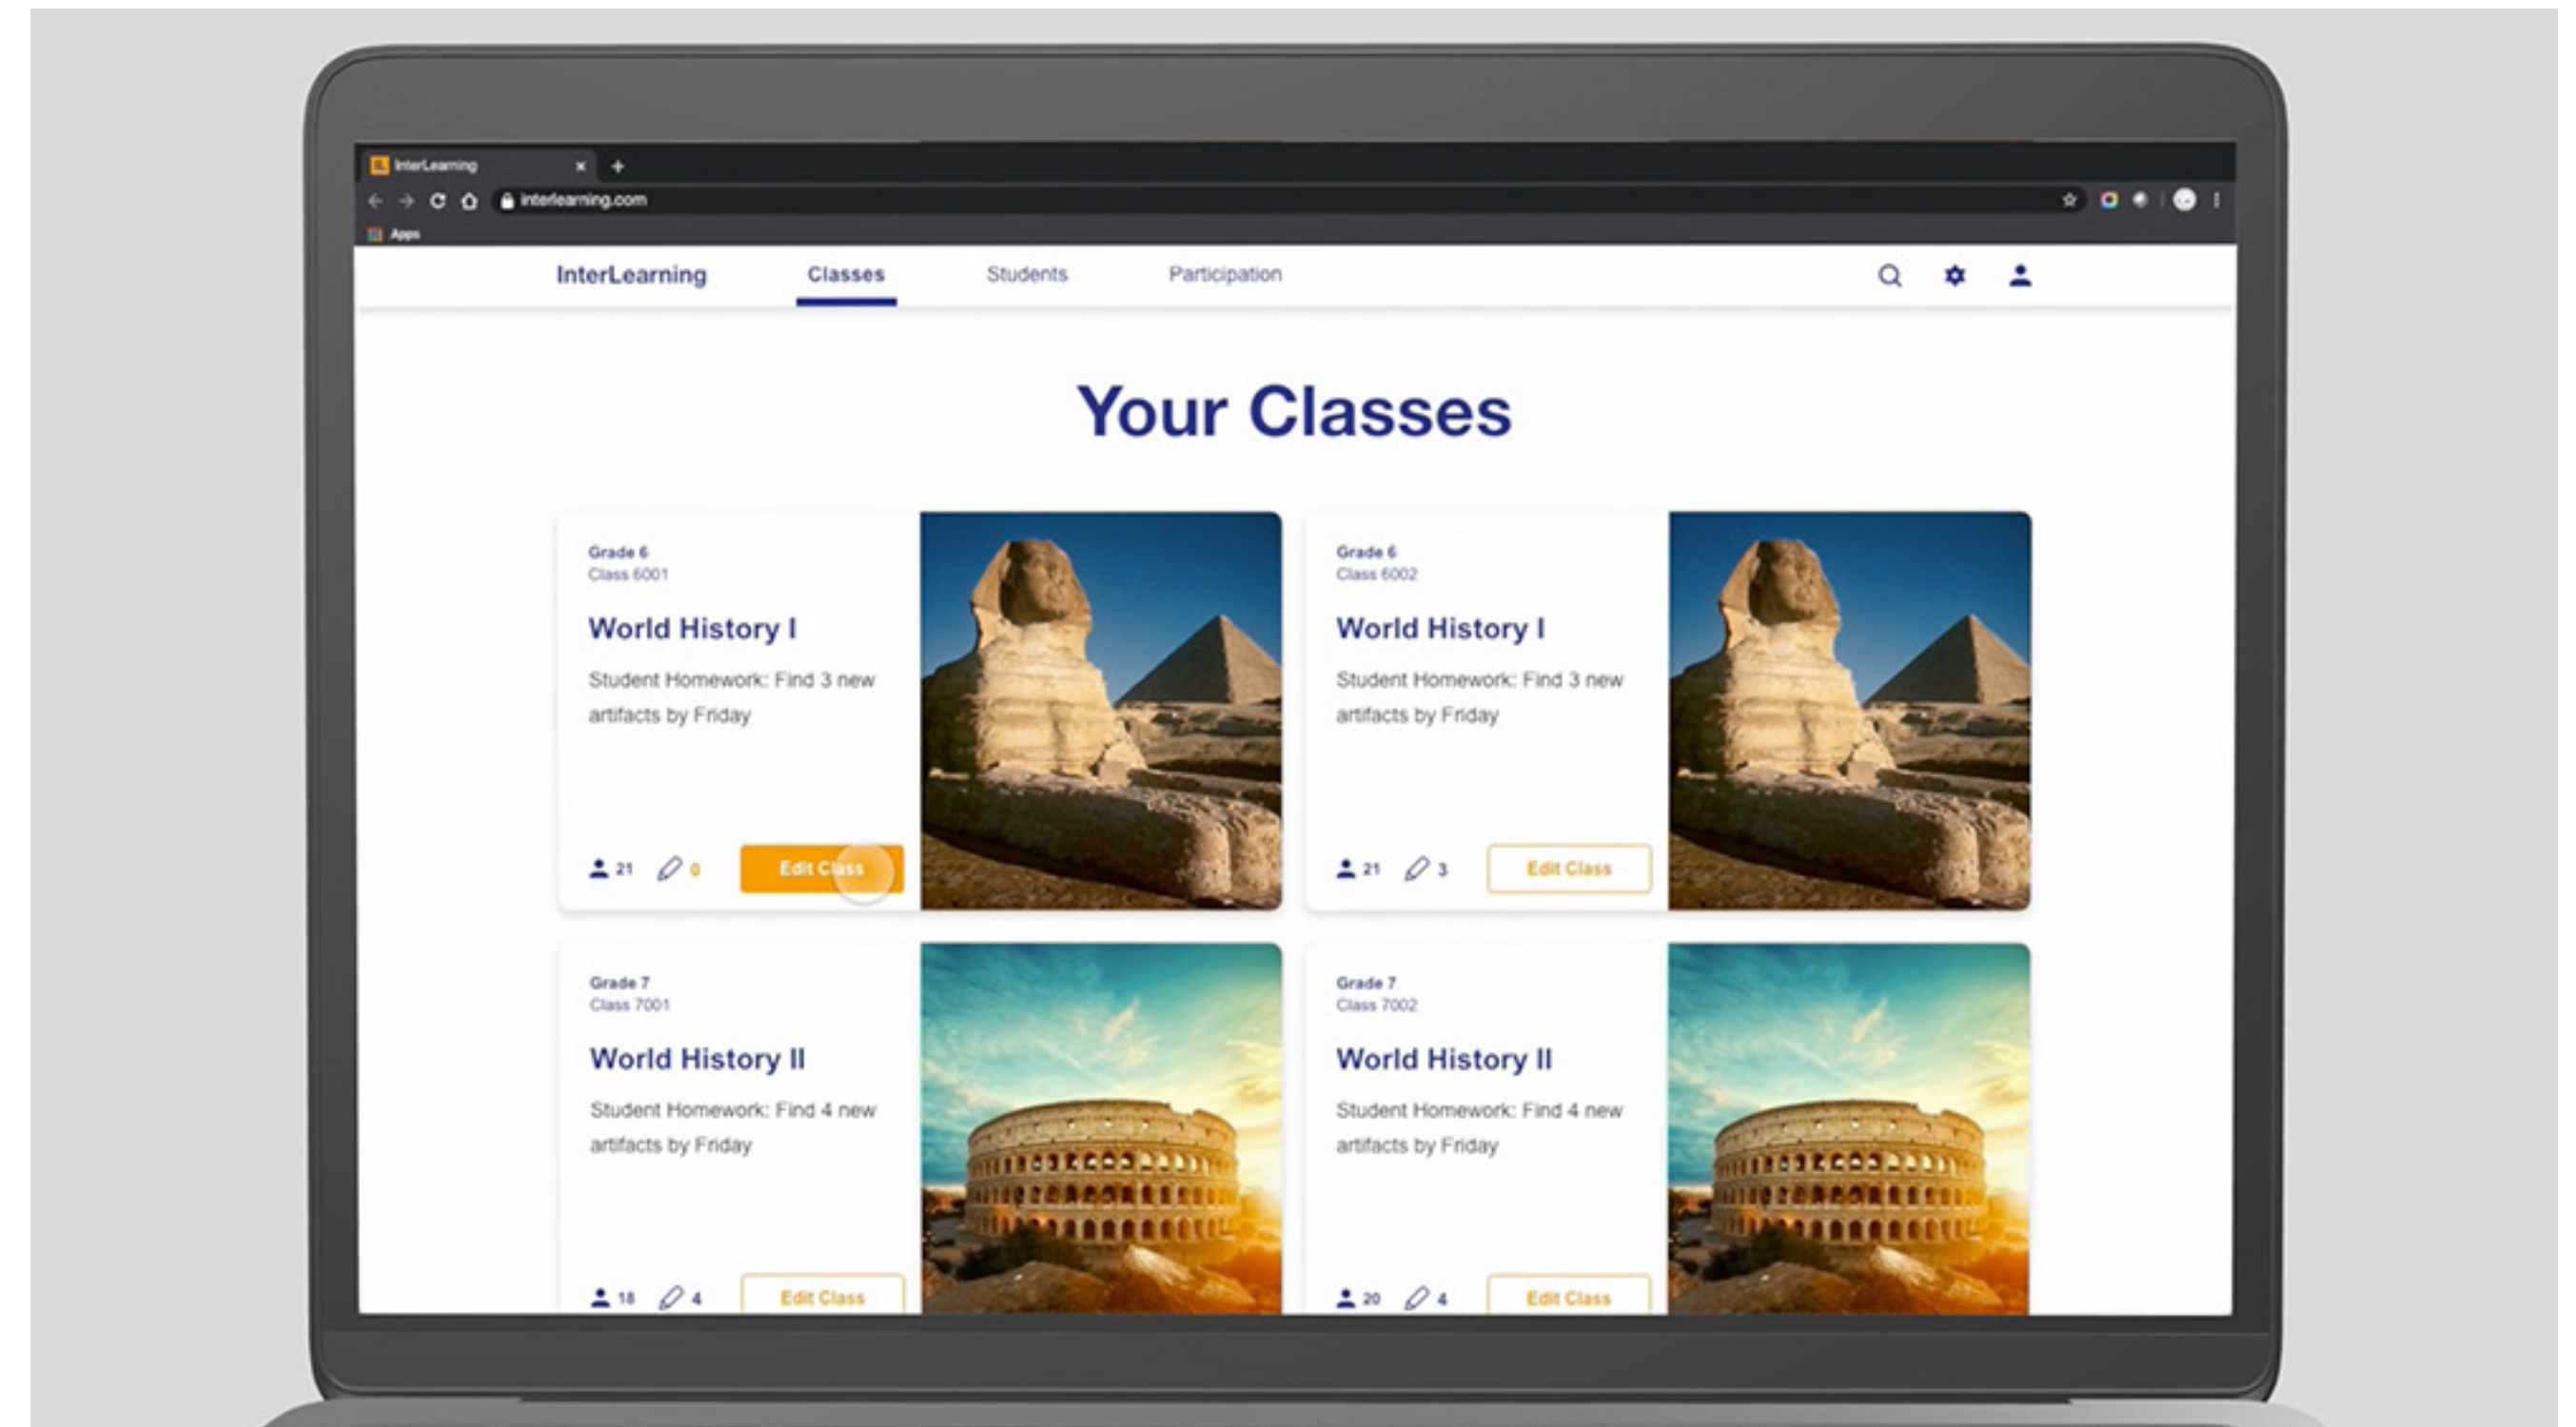 InterLearning
interlearning.com
Apps
InterLearning Classes Students Participation
Your Classes
Grade 6
Class 6001
World History I
Student Homework: Find 3 new
artifacts by Friday
21 0 Edit Class
Grade 6
Class 6002
World History I
Student Homework: Find 3 new
artifacts by Friday
21 3 Edit Class
Grade 7
Class 7001
World History II
Student Homework: Find 4 new
artifacts by Friday
18 4 Edit Class
Grade 7
Class 7002
World History II
Student Homework: Find 4 new
artifacts by Friday
20 4 Edit Class